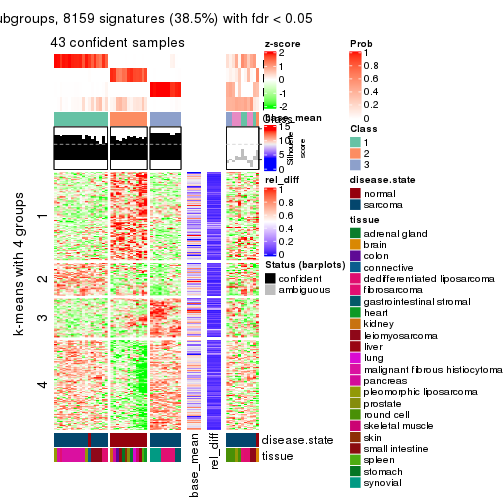 ubgroups, 8159 signatures (38.5%) with fdr < 0.05
43 confident samples
k-means with 4 groups
1
2
3
4
z-score
2
1
0
-1
-2
base_mean
15
10
5
0
Silhouette
score
rel_diff
1
0.8
0.6
0.4
0.2
0
Status (barplots)
confident
ambiguous
disease.state
tissue
base_mean
rel_diff
Prob
1
0.8
0.6
0.4
0.2
0
Class
1
2
3
disease.state
normal
sarcoma
tissue
adrenal gland
brain
colon
connective
dedifferentiated liposarcoma
fibrosarcoma
gastrointestinal stromal
heart
kidney
leiomyosarcoma
liver
lung
malignant fibrous histiocytoma
pancreas
pleomorphic liposarcoma
prostate
round cell
skeletal muscle
skin
small intestine
spleen
stomach
synovial